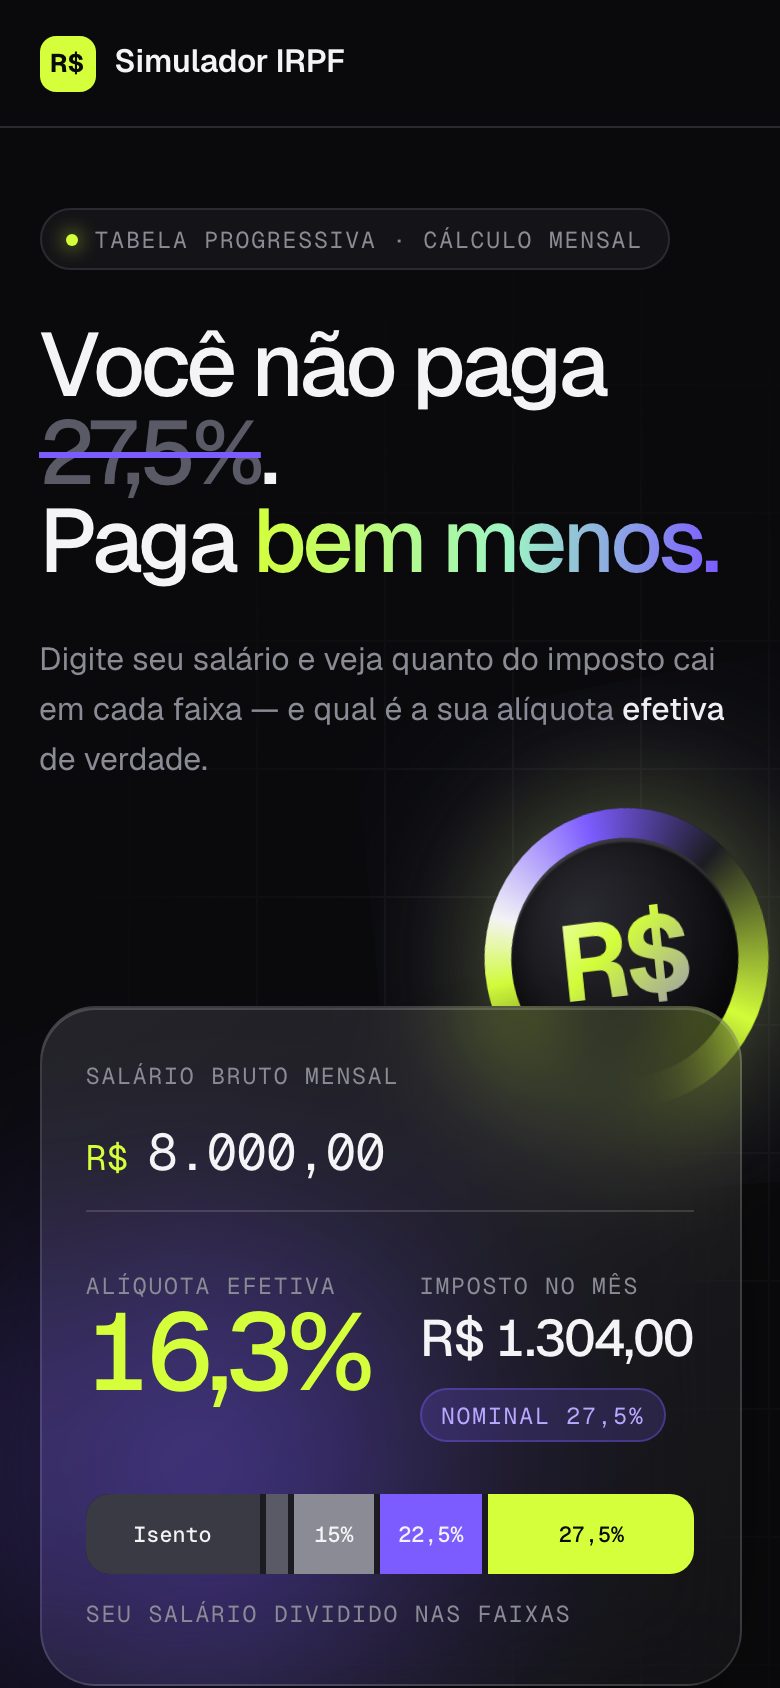 R$ Simulador IRPF
TABELA PROGRESSIVA · CÁLCULO MENSAL
Você não paga
27,5%.
Paga bem menos.
Digite seu salário e veja quanto do imposto cai
em cada faixa — e qual é a sua alíquota efetiva
de verdade.
R$
SALÁRIO BRUTO MENSAL
R$ 8.000,00
ALÍQUOTA EFETIVA
16,3%
IMPOSTO NO MÊS
R$ 1.304,00
NOMINAL 27,5%
Isento 15% 22,5% 27,5%
SEU SALÁRIO DIVIDIDO NAS FAIXAS